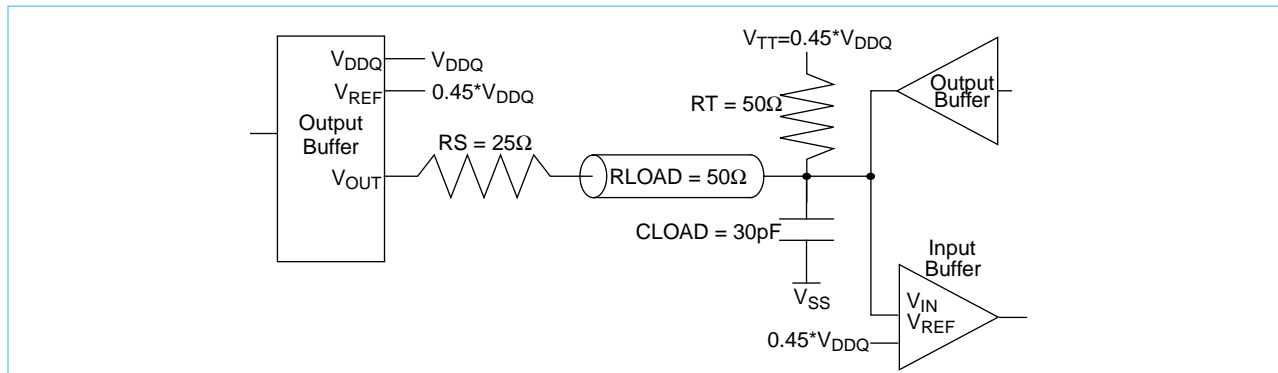 VDDQ VDDQ
VREF 0.45*VDDQ
Output
Buffer
VOUT
RS = 25Ω
RLOAD = 50Ω
VTT=0.45*VDDQ
RT = 50Ω
Output
Buffer
CLOAD = 30pF
VSS
Input
Buffer
VIN
VREF
0.45*VDDQ